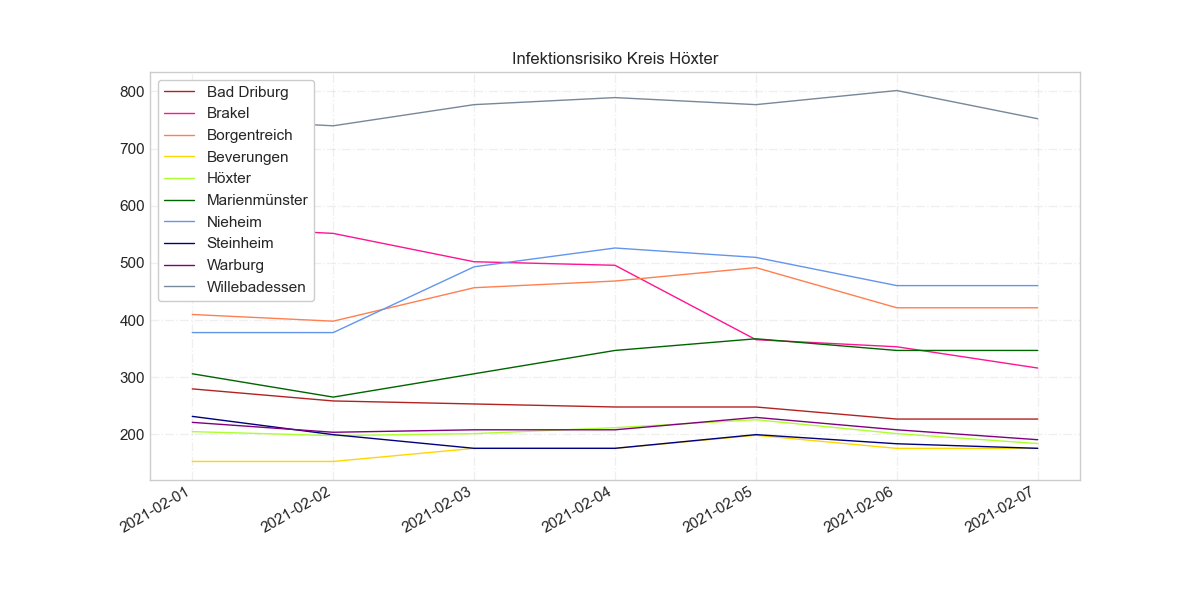 Infektionsrisiko Kreis Höxter
800
700
600
500
400
300
200
Bad Driburg
Brakel
Borgentreich
Beverungen
Höxter
Marienmünster
Nieheim
Steinheim
Warburg
Willebadessen
2021-02-01
2021-02-02
2021-02-03
2021-02-04
2021-02-05
2021-02-06
2021-02-07